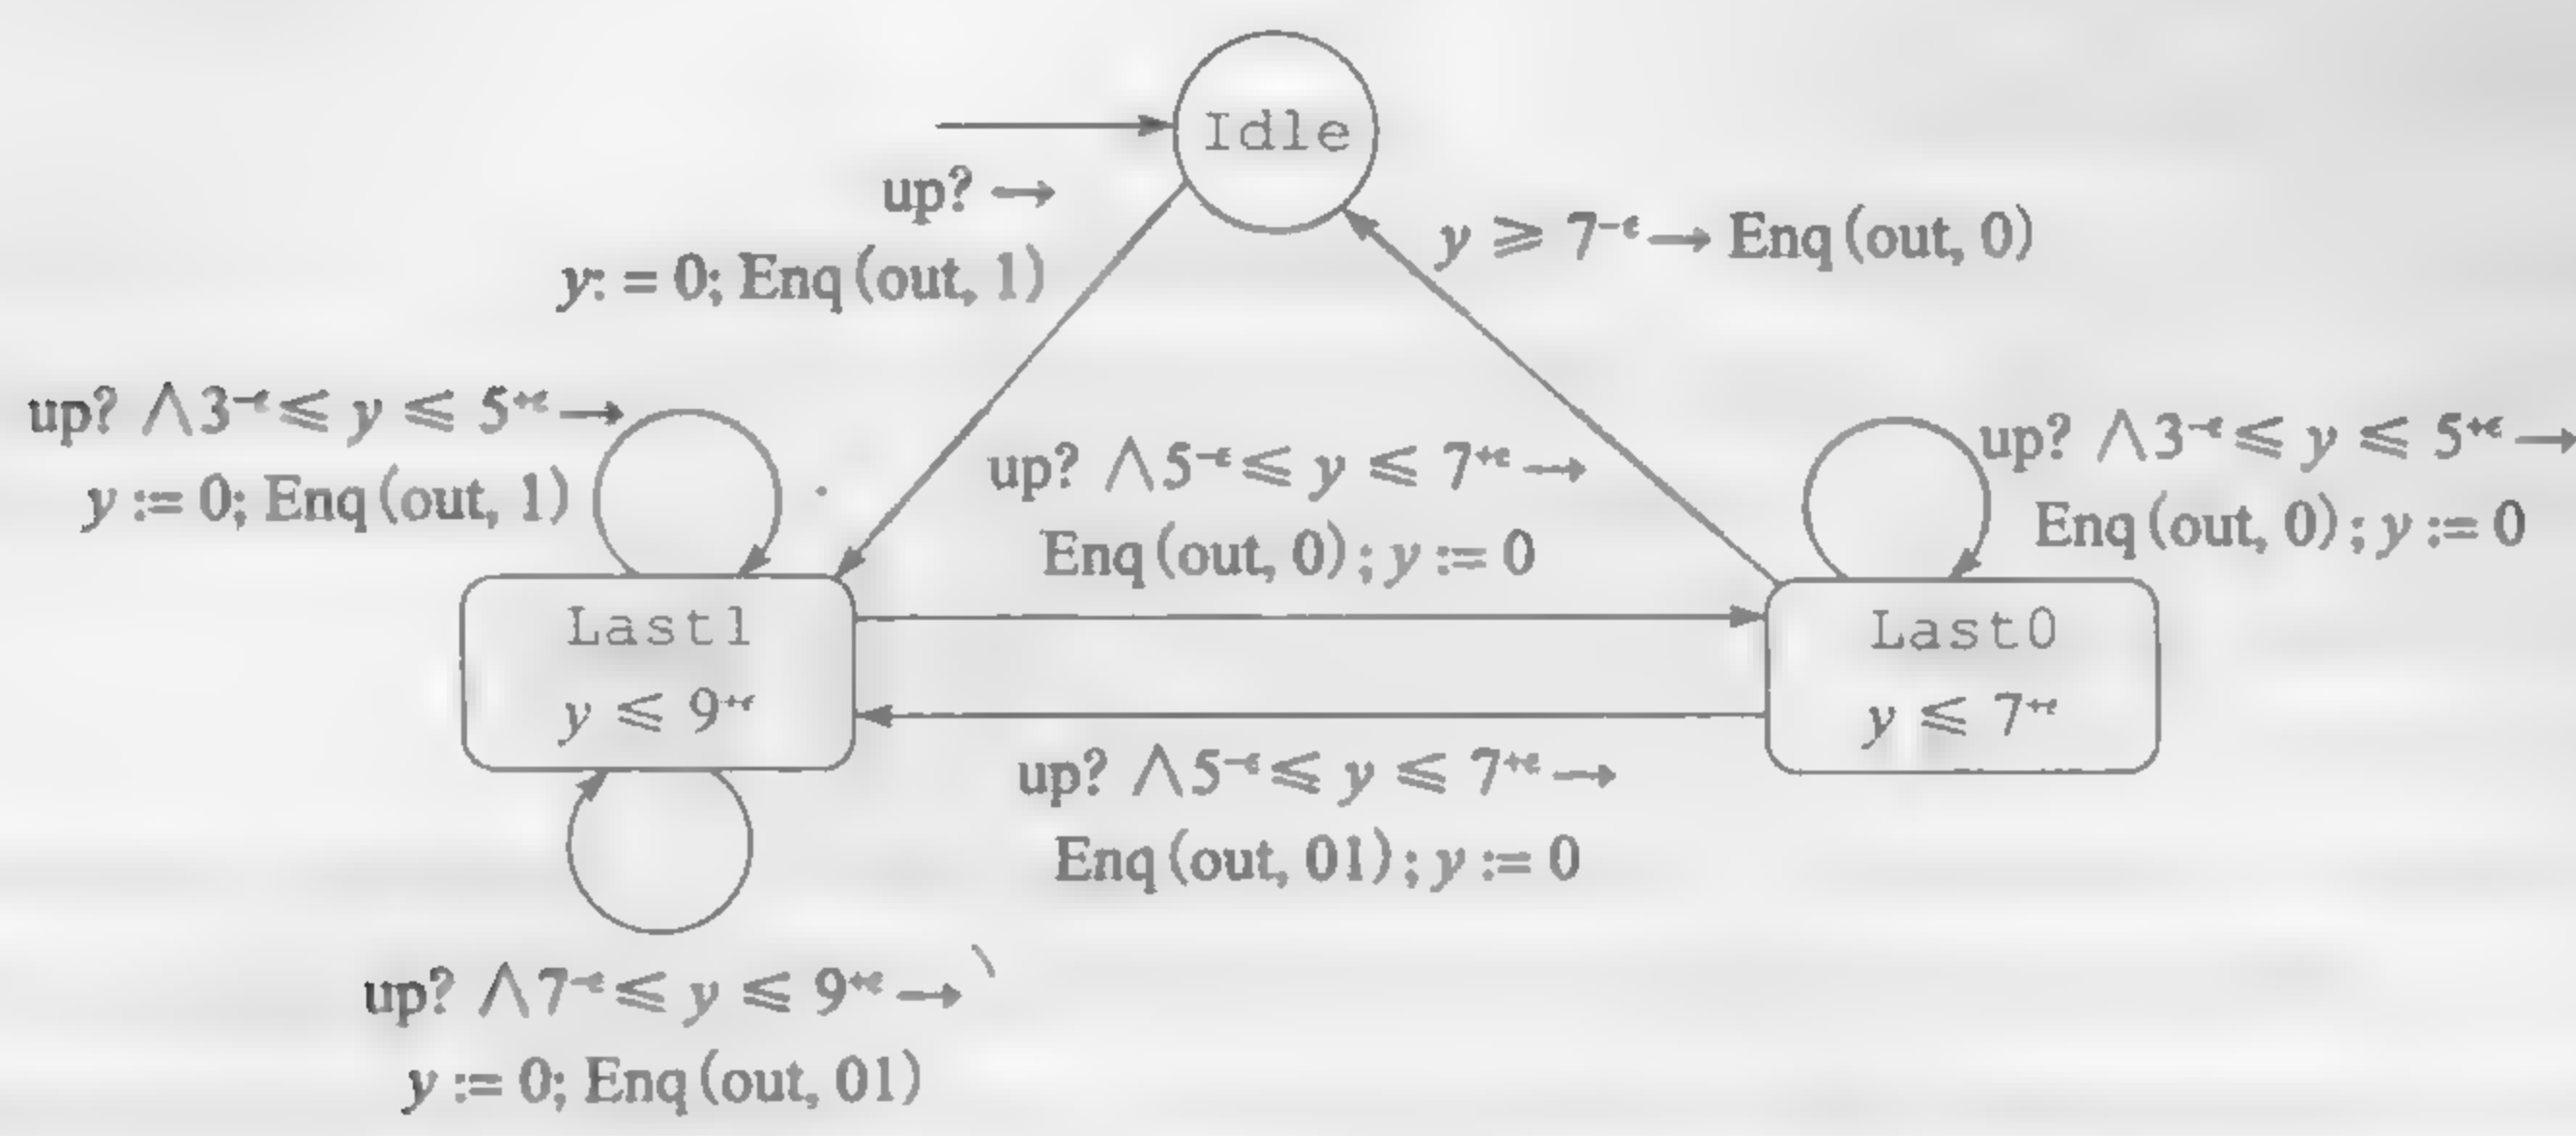 Idle
up? →
y: = 0; Enq(out, 1)
y ⩾ 7⁻ᵋ → Enq(out, 0)
up? ∧3⁻ᵋ ⩽ y ⩽ 5⁺ᵋ →
y := 0; Enq(out, 1)
up? ∧5⁻ᵋ ⩽ y ⩽ 7⁺ᵋ →
Enq(out, 0); y := 0
up? ∧3⁻ᵋ ⩽ y ⩽ 5⁺ᵋ →
Enq(out, 0); y := 0
Last1
y ⩽ 9⁺ᵋ
Last0
y ⩽ 7⁺ᵋ
up? ∧5⁻ᵋ ⩽ y ⩽ 7⁺ᵋ →
Enq(out, 01); y := 0
up? ∧7⁻ᵋ ⩽ y ⩽ 9⁺ᵋ →
y := 0; Enq(out, 01)